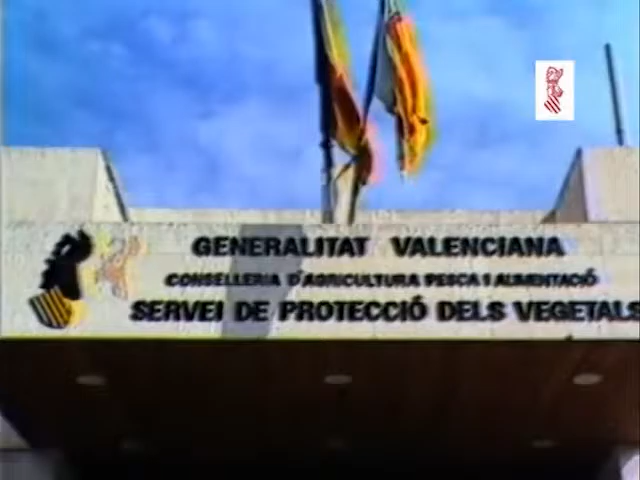 GENERALITAT VALENCIANA
CONSELLERIA D'AGRICULTURA PESCA I ALIMENTACIÓ
SERVEI DE PROTECCIÓ DELS VEGETALS